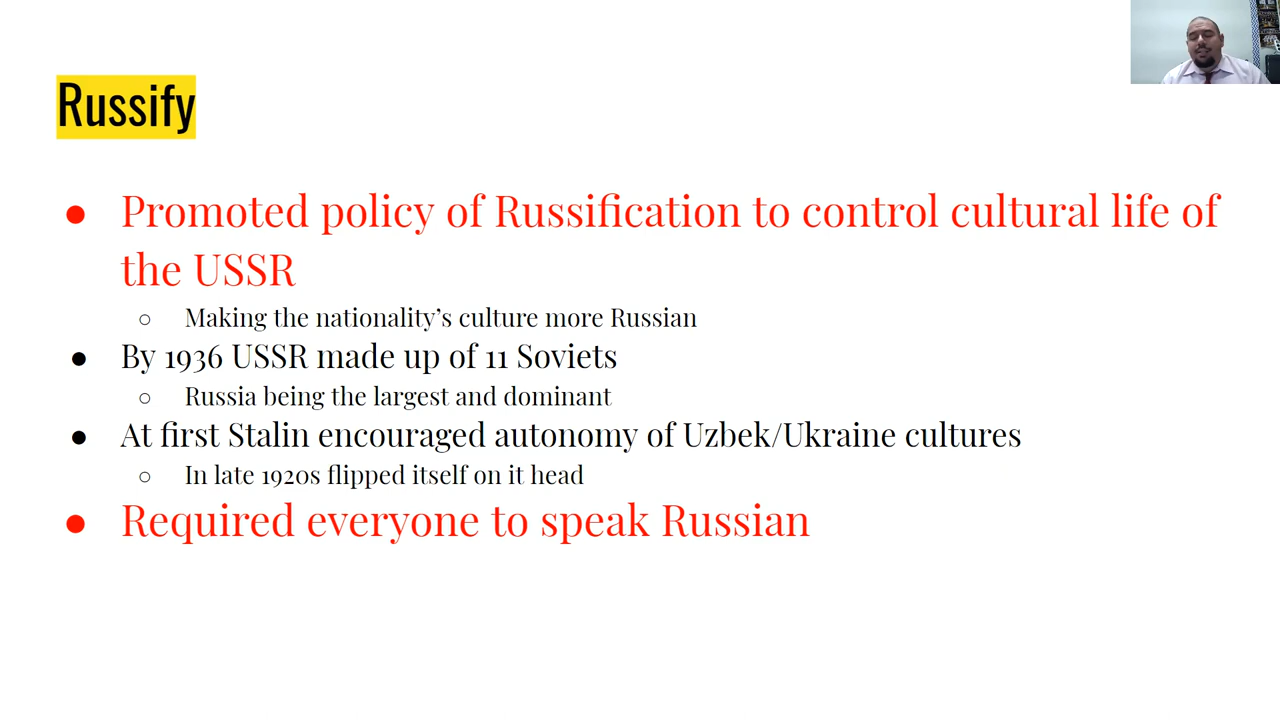 Russify
● Promoted policy of Russification to control cultural life of
the USSR
○ Making the nationality's culture more Russian
● By 1936 USSR made up of 11 Soviets
○ Russia being the largest and dominant
● At first Stalin encouraged autonomy of Uzbek/Ukraine cultures
○ In late 1920s flipped itself on it head
● Required everyone to speak Russian